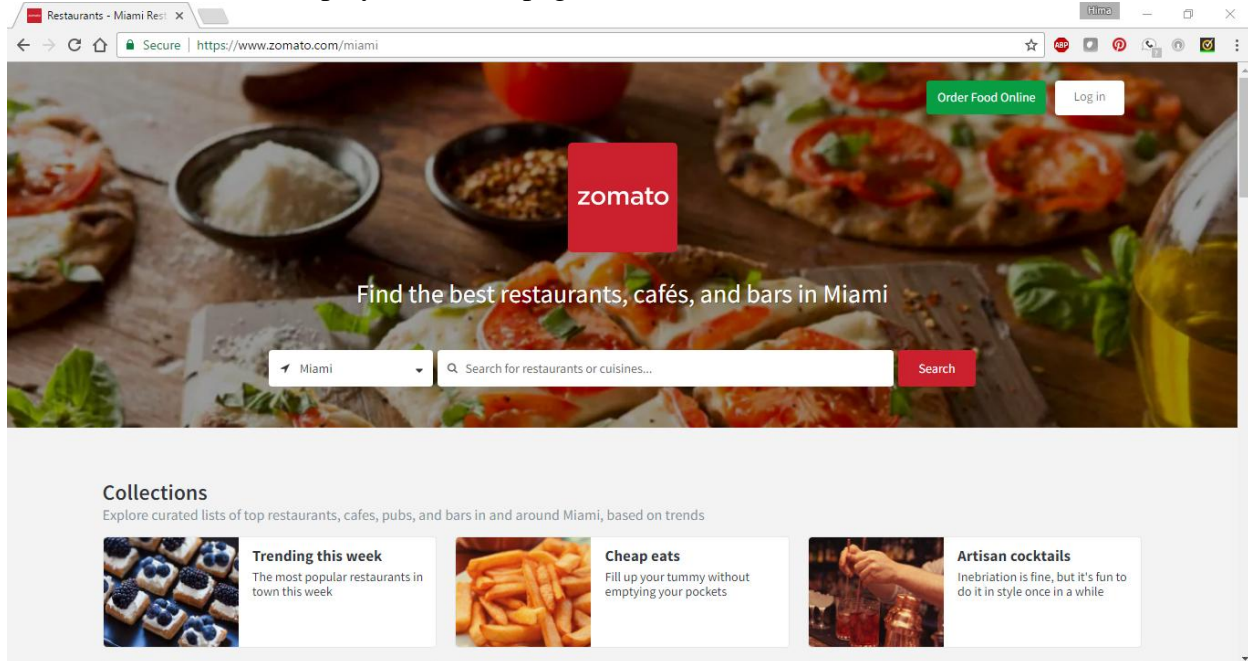 Restaurants - Miami Rest
Hima
Secure | https://www.zomato.com/miami
ABP
Order Food Online
Log in
zomato
Find the best restaurants, cafés, and bars in Miami
Miami
Search for restaurants or cuisines...
Search
Collections
Explore curated lists of top restaurants, cafes, pubs, and bars in and around Miami, based on trends
Trending this week
The most popular restaurants in
town this week
Cheap eats
Fill up your tummy without
emptying your pockets
Artisan cocktails
Inebriation is fine, but it's fun to
do it in style once in a while